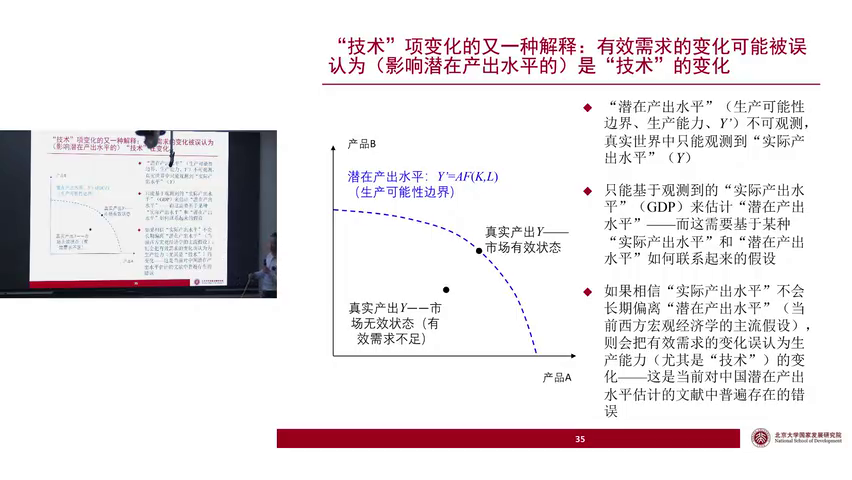 “技术”项变化的又一种解释：有效需求的变化可能被误
认为（影响潜在产出水平的）是“技术”的变化
产品B
潜在产出水平：Y'=AF(K,L)
（生产可能性边界）
真实产出Y——
市场有效状态
真实产出Y——市
场无效状态（有
效需求不足）
产品A
“潜在产出水平”（生产可能性
边界、生产能力、Y'）不可观测，
真实世界中只能观测到“实际产
出水平”（Y）
只能基于观测到的“实际产出水
平”（GDP）来估计“潜在产出
水平”——而这需要基于某种
“实际产出水平”和“潜在产出
水平”如何联系起来的假设
如果相信“实际产出水平”不会
长期偏离“潜在产出水平”（当
前西方宏观经济学的主流假设），
则会把有效需求的变化误认为生
产能力（尤其是“技术”）的变
化——这是当前对中国潜在产出
水平估计的文献中普遍存在的错
误
35
北京大学国家发展研究院
National School of Development